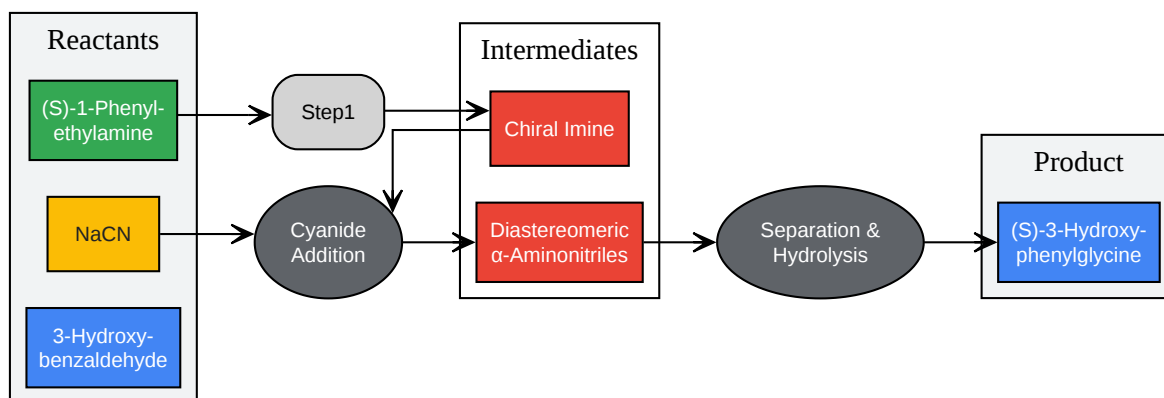 Reactants
(S)-1-Phenyl-
ethylamine
NaCN
3-Hydroxy-
benzaldehyde
Step1
Cyanide
Addition
Intermediates
Chiral Imine
Diastereomeric
α-Aminonitriles
Separation &
Hydrolysis
Product
(S)-3-Hydroxy-
phenylglycine